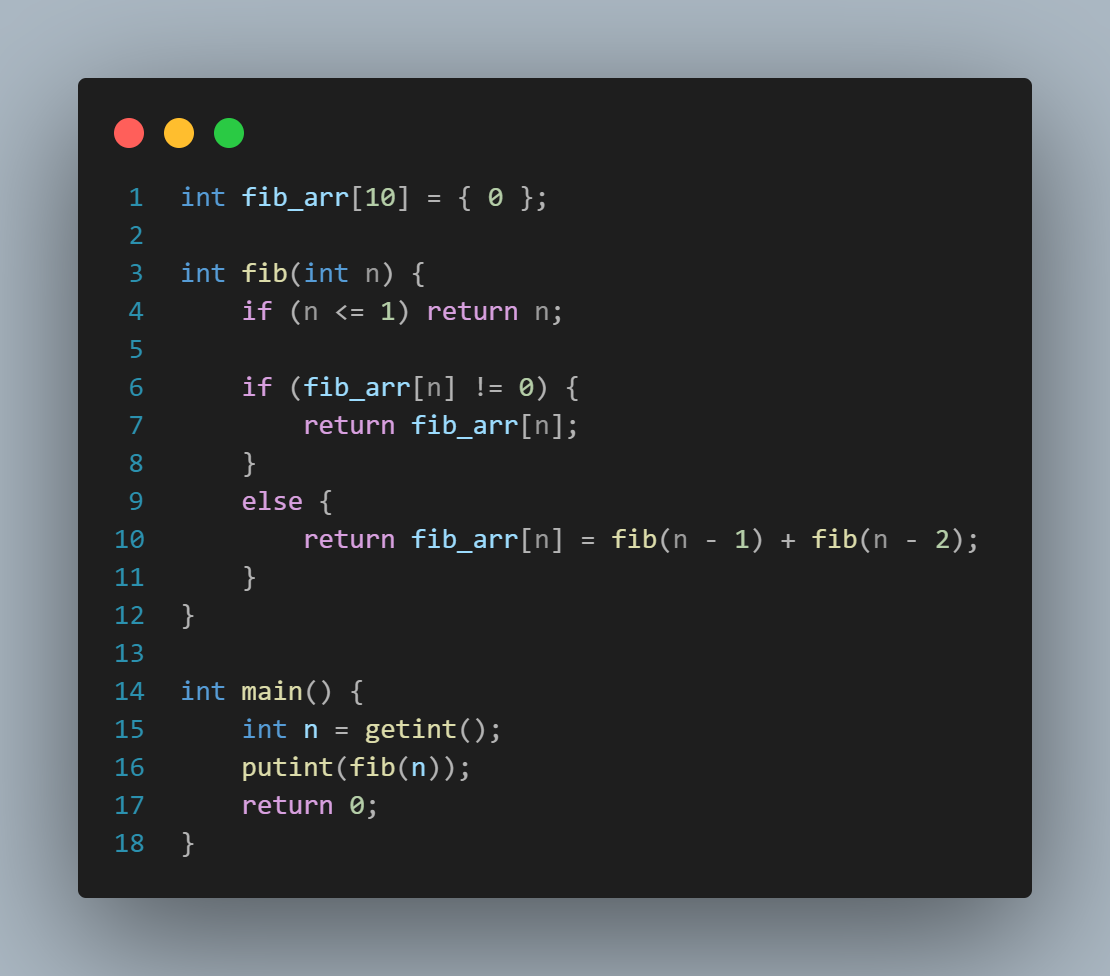 1 int fib_arr[10] = { 0 };
2
3 int fib(int n) {
4     if (n <= 1) return n;
5
6     if (fib_arr[n] != 0) {
7         return fib_arr[n];
8     }
9     else {
10         return fib_arr[n] = fib(n - 1) + fib(n - 2);
11     }
12 }
13
14 int main() {
15     int n = getint();
16     putint(fib(n));
17     return 0;
18 }